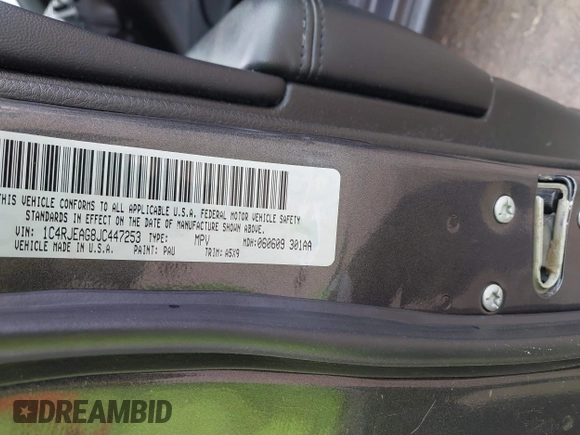 THIS VEHICLE CONFORMS TO ALL APPLICABLE U.S.A. FEDERAL MOTOR VEHICLE SAFETY
STANDARDS IN EFFECT ON THE DATE OF MANUFACTURE SHOWN ABOVE.
VIN: 1C4RJEAG8JC447253 TYPE: MPV MDH:060609 301AA
VEHICLE MADE IN U.S.A. PAINT: PAU TRIM: A5X9
DREAMBID